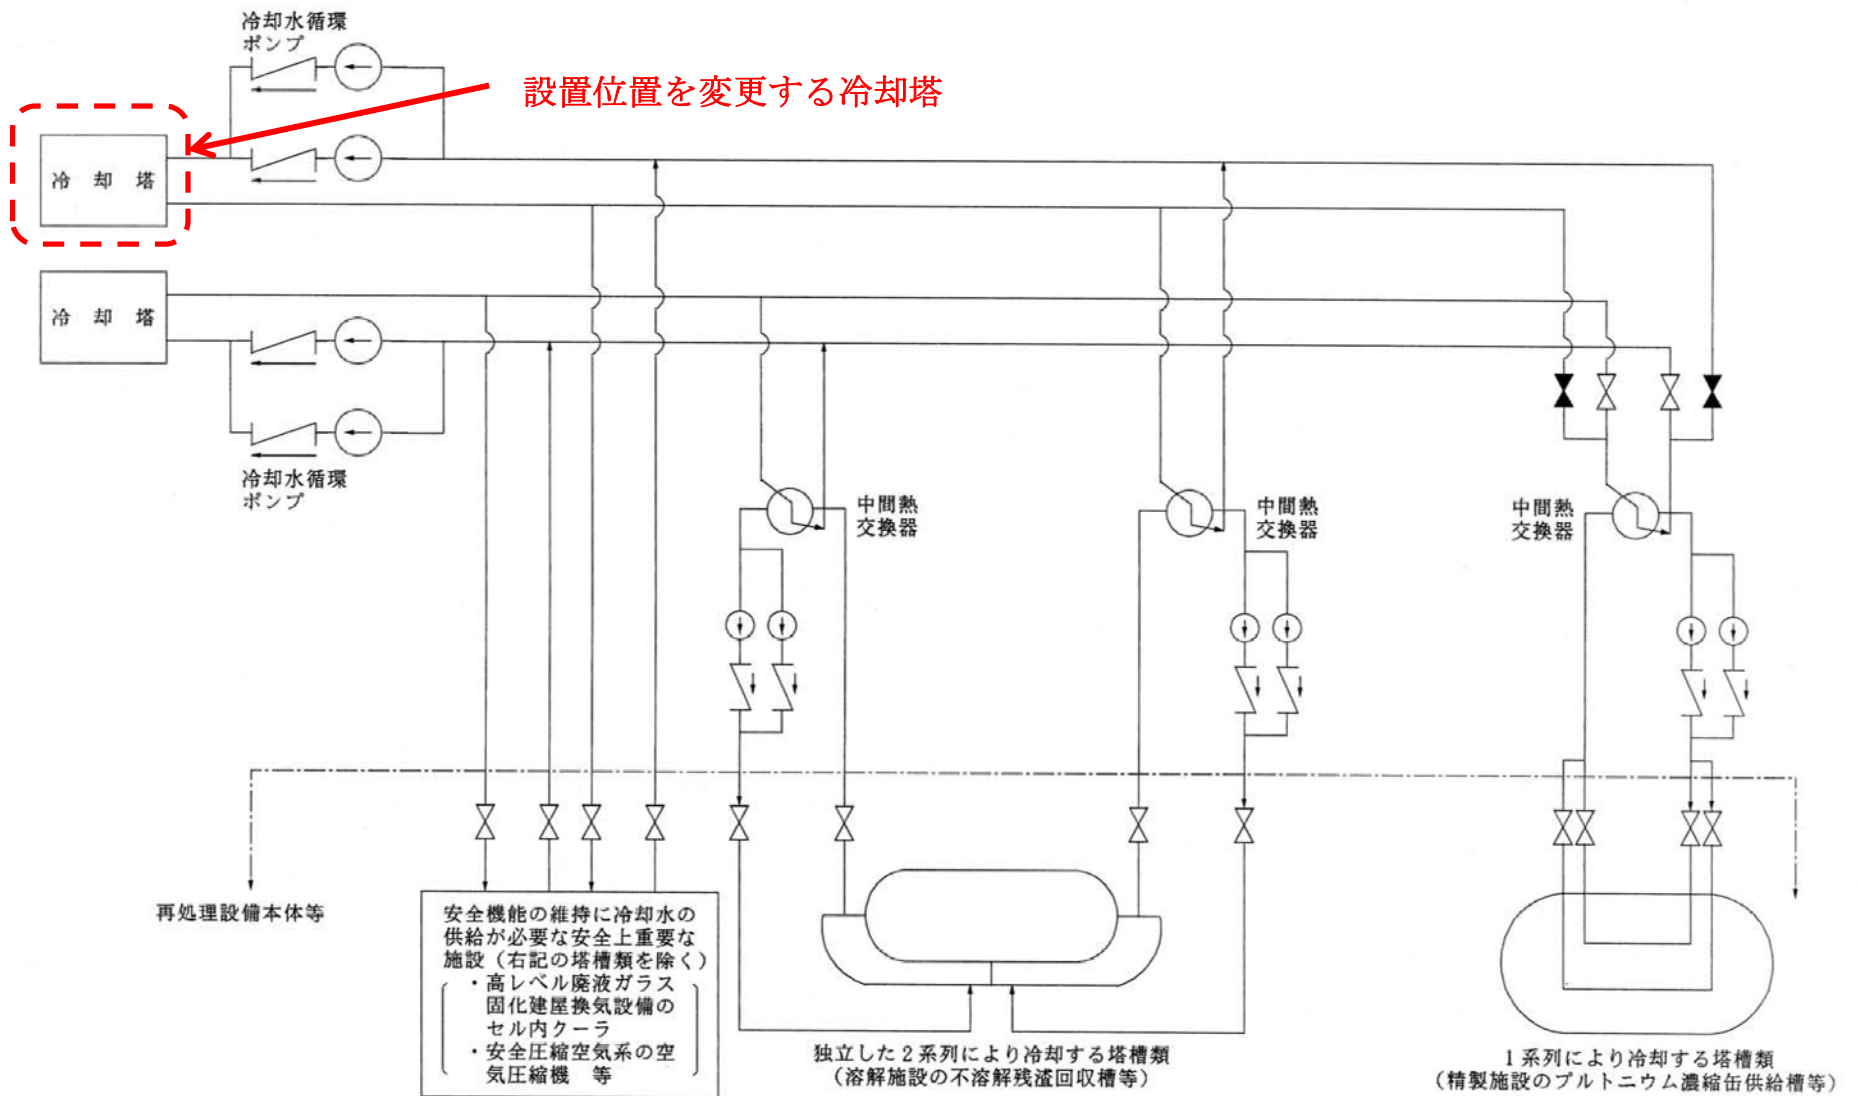 冷却水循環
ポンプ
設置位置を変更する冷却塔
冷 却 塔
冷 却 塔
冷却水循環
ポンプ
中間熱
交換器
中間熱
交換器
中間熱
交換器
再処理設備本体等
安全機能の維持に冷却水の
供給が必要な安全上重要な
施設(右記の塔槽類を除く)
・高レベル廃液ガラス
固化建屋換気設備の
セル内クーラ
・安全圧縮空気系の空
気圧縮機 等
独立した2系列により冷却する塔槽類
(溶解施設の不溶解残渣回収槽等)
1系列により冷却する塔槽類
(精製施設のプルトニウム濃縮缶供給槽等)